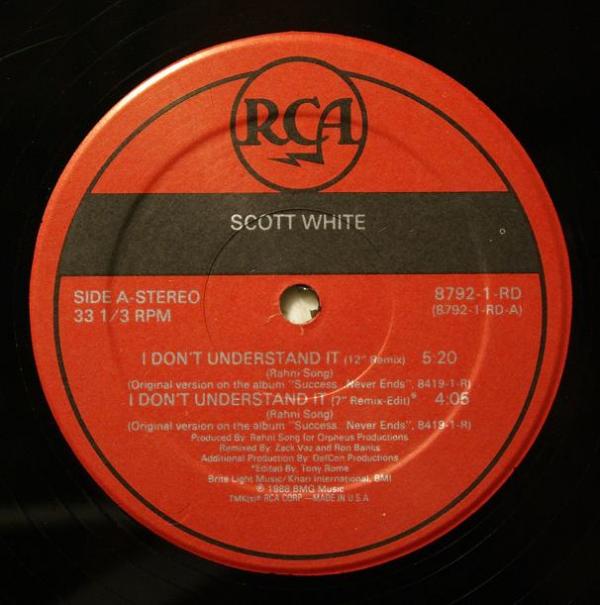 RCA
SCOTT WHITE
SIDE A-STEREO
33 1/3 RPM
8792-1-RD
(8792-1-RD-A)
I DON'T UNDERSTAND IT (12" Remix) 5:20
(Rahni Song)
(Original version on the album "Success...Never Ends", 8419-1-R)
I DON'T UNDERSTAND IT (7" Remix-Edit)* 4:05
(Rahni Song)
(Original version on the album "Success...Never Ends", 8419-1-R)
Produced By: Rahni Song for Orpheus Productions
Remixed By: Zack Vaz and Ron Banks
Additional Production By: DefCon Productions
*Edited By: Tony Rome
Brite Light Music/Khari International, BMI
℗ 1988 BMG Music
TMK(s)® RCA CORP.—MADE IN U.S.A.